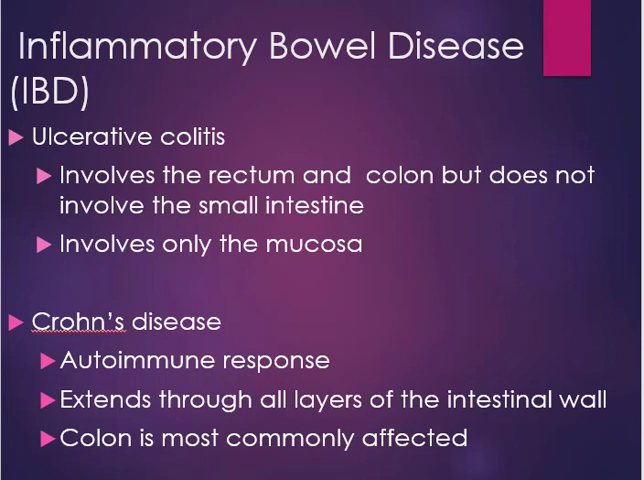 Inflammatory Bowel Disease
(IBD)
Ulcerative colitis
Involves the rectum and  colon but does not
involve the small intestine
Involves only the mucosa
Crohn’s disease
Autoimmune response
Extends through all layers of the intestinal wall
Colon is most commonly affected